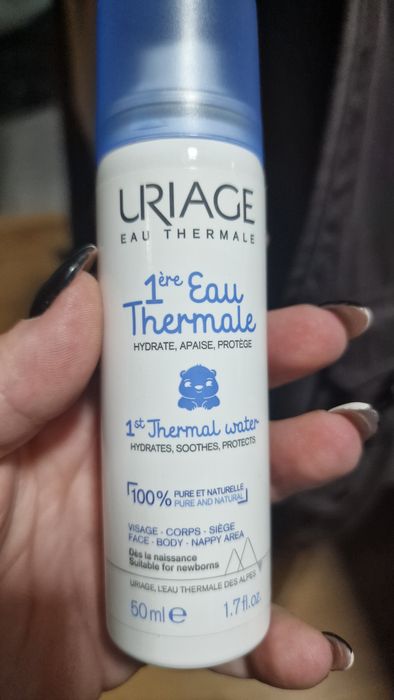 URIAGE
EAU THERMALE
1ère Eau
Thermale
HYDRATE, APAISE, PROTÈGE
1st Thermal water
HYDRATES, SOOTHES, PROTECTS
100% PURE ET NATURELLE
PURE AND NATURAL
VISAGE - CORPS - SIÈGE
FACE - BODY - NAPPY AREA
Dès la naissance
Suitable for newborns
URIAGE, L'EAU THERMALE DES ALPES
50 ml e 1.7 fl.oz.